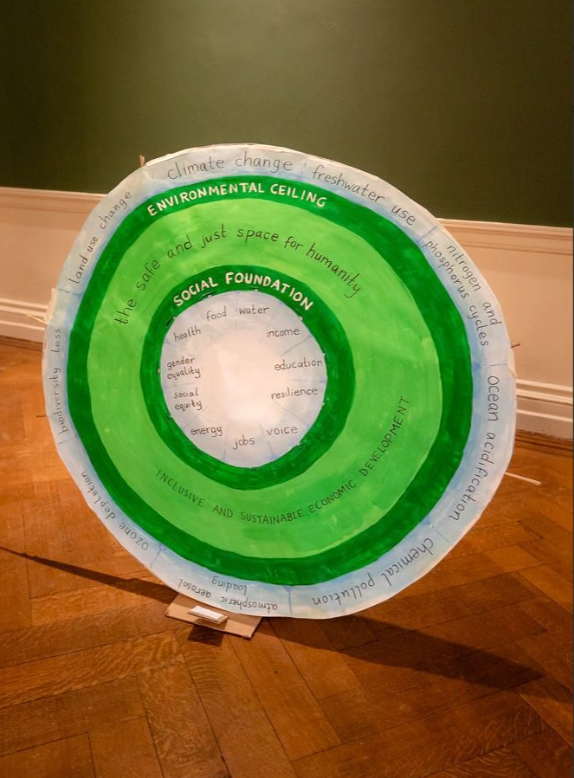 climate change
freshwater use
nitrogen and
phosphorus cycles
ocean acidification
chemical pollution
atmospheric aerosol
loading
ozone depletion
biodiversity loss
land use change
ENVIRONMENTAL CEILING
the safe and just space for humanity
SOCIAL FOUNDATION
food
water
income
education
resilience
voice
jobs
energy
social
equity
gender
equality
health
INCLUSIVE AND SUSTAINABLE ECONOMIC DEVELOPMENT